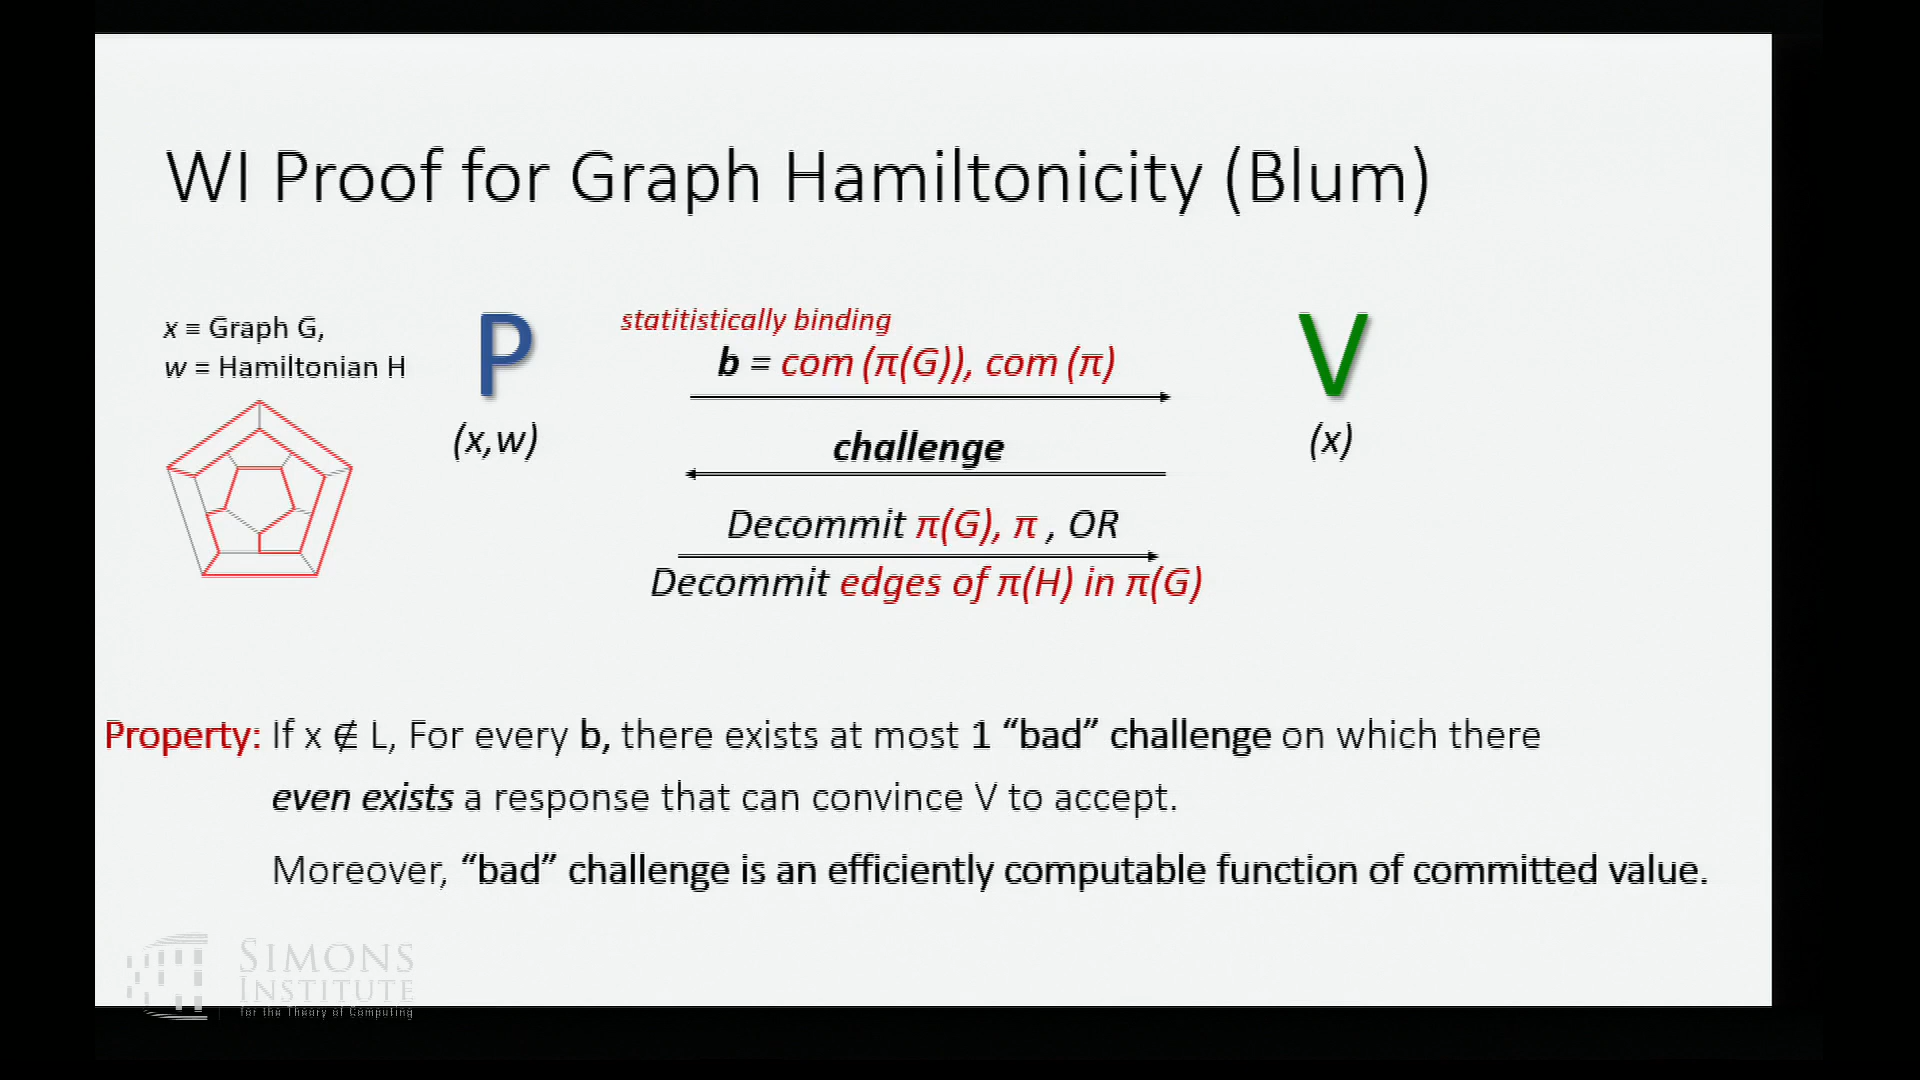 WI Proof for Graph Hamiltonicity (Blum)
x = Graph G,
w = Hamiltonian H
P
(x,w)
statitistically binding
b = com (π(G)), com (π)
challenge
Decommit π(G), π , OR
Decommit edges of π(H) in π(G)
V
(x)
Property: If x ∉ L, For every b, there exists at most 1 “bad” challenge on which there
even exists a response that can convince V to accept.
Moreover, “bad” challenge is an efficiently computable function of committed value.
SIMONS
INSTITUTE
for the Theory of Computing